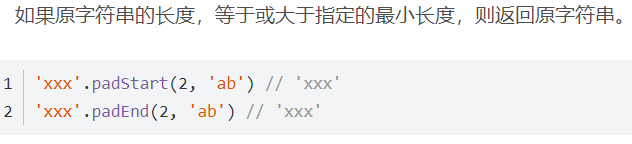 如果原字符串的长度，等于或大于指定的最小长度，则返回原字符串。
1 'xxx'.padStart(2, 'ab') // 'xxx'
2 'xxx'.padEnd(2, 'ab') // 'xxx'